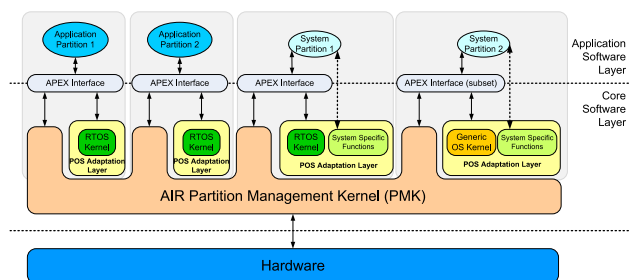 Application
Partition 1
Application
Partition 2
System
Partition 1
System
Partition 2
Application
Software
Layer
APEX Interface
APEX Interface
APEX Interface
APEX Interface (subset)
Core
Software
Layer
RTOS
Kernel
POS Adaptation
Layer
RTOS
Kernel
POS Adaptation
Layer
RTOS
Kernel
System Specific
Functions
POS Adaptation Layer
Generic
OS Kernel
System Specific
Functions
POS Adaptation Layer
AIR Partition Management Kernel (PMK)
Hardware